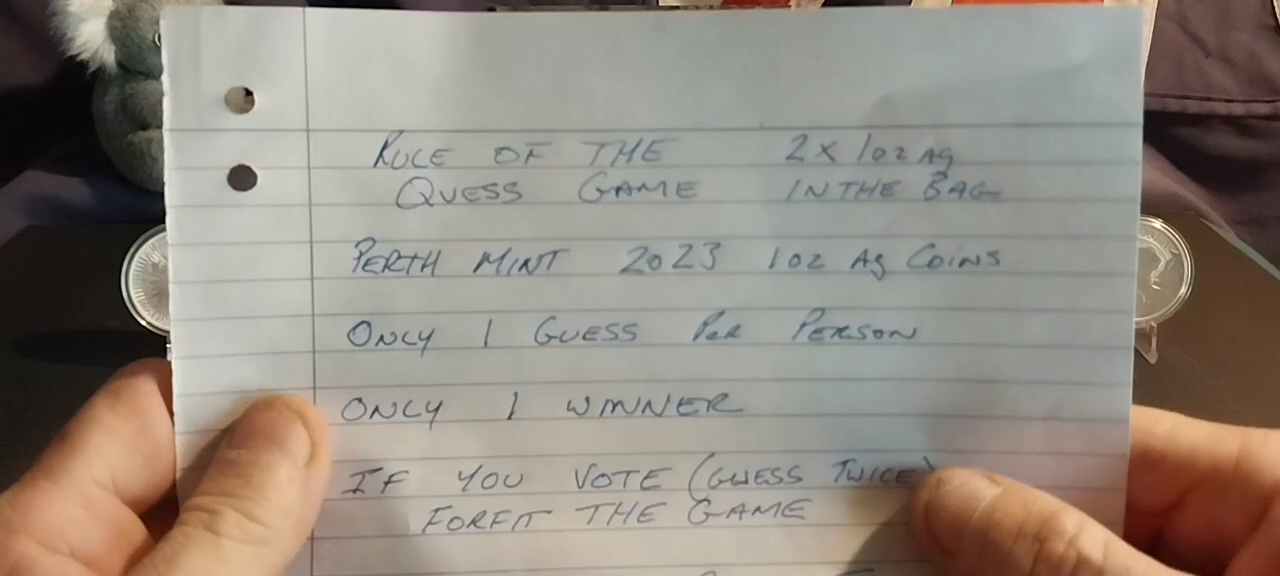 RULE OF THE 2X 1OZ Ag
QUESS GAME IN THE BAG
PERTH MINT 2023 1OZ Ag COINS
ONLY 1 GUESS PER PERSON
ONLY 1 WINNER
IF YOU VOTE (GUESS TWICE)
FORFIT THE GAME